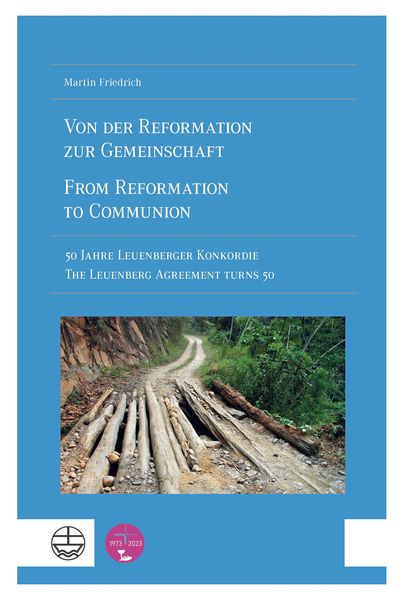 Martin Friedrich
Von der Reformation
zur Gemeinschaft
From Reformation
to Communion
50 Jahre Leuenberger Konkordie
The Leuenberg Agreement turns 50
1973 2023